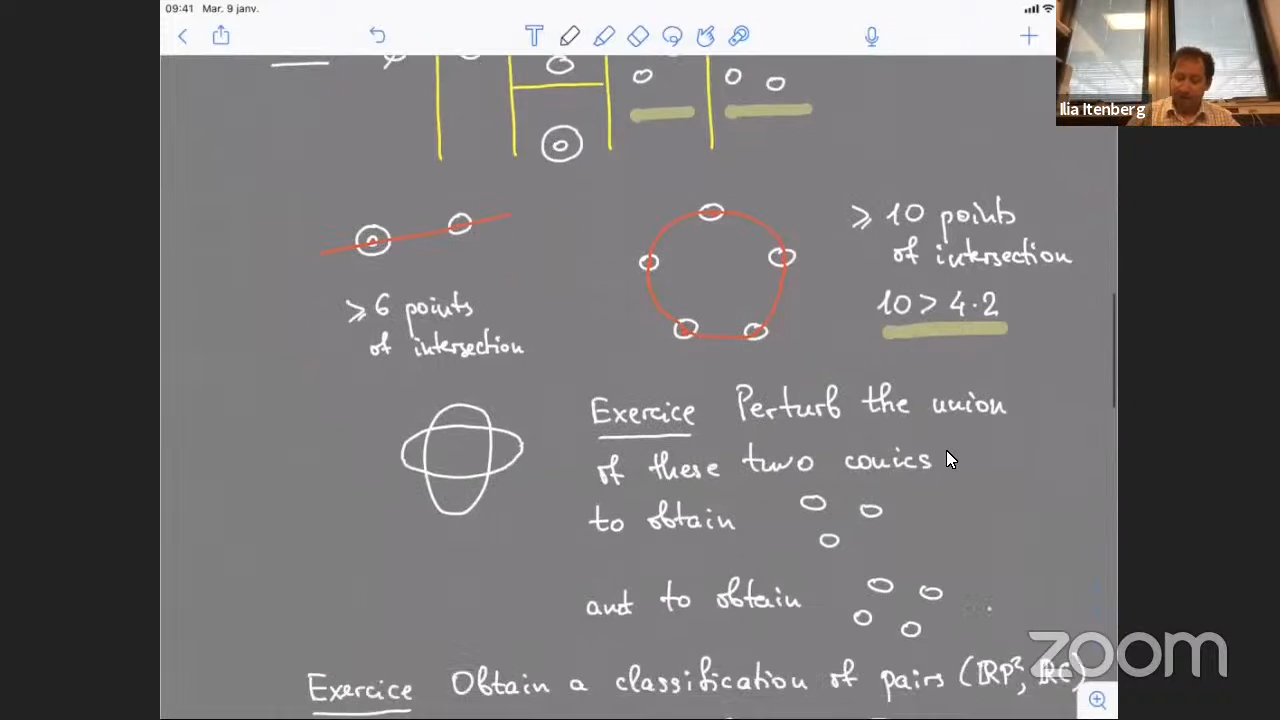 09:41 Mar. 9 janv.
Ilia Itenberg
⩾ 6 points
of intersection
⩾ 10 points
of intersection
10 > 4·2
Exercice Perturb the union
of these two conics
to obtain
and to obtain
Exercice Obtain a classification of pairs (ℝP², ℝC)
zoom